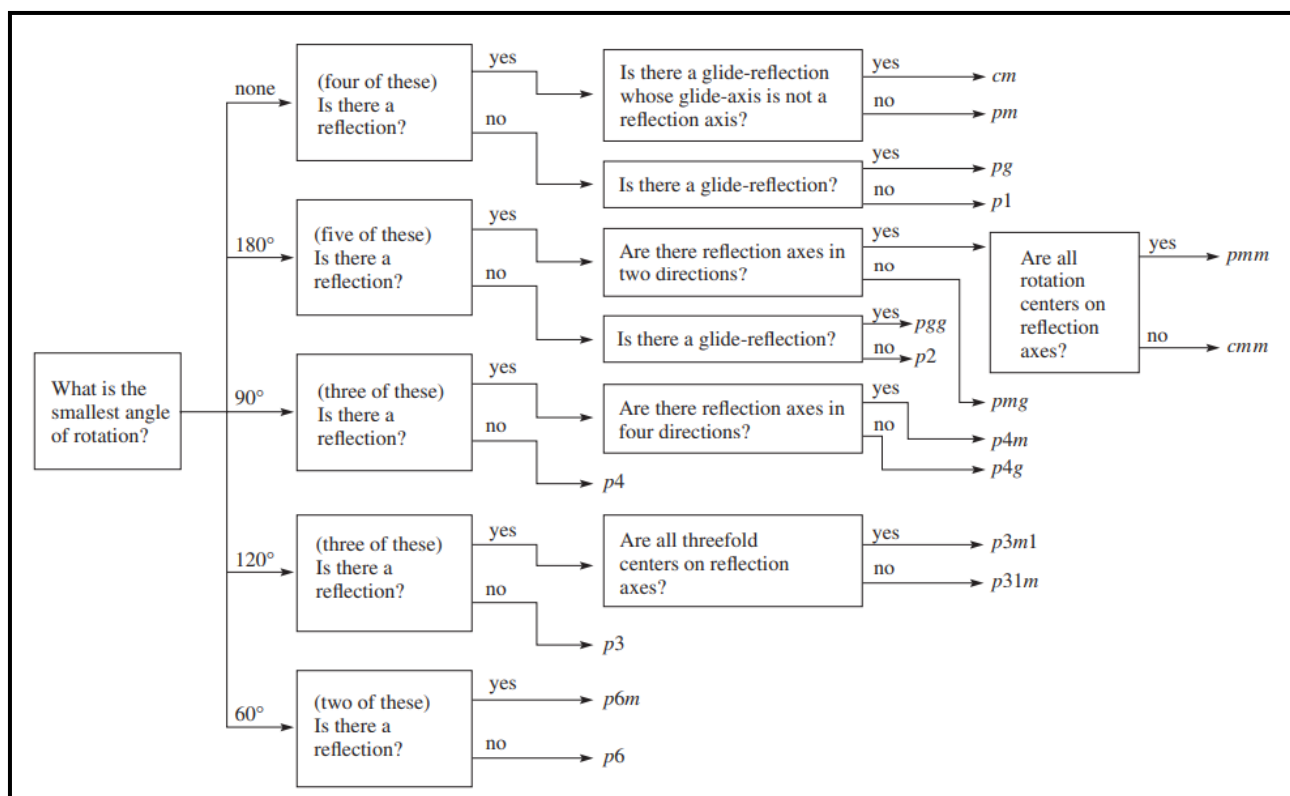 What is the
smallest angle
of rotation?
none
(four of these)
Is there a
reflection?
yes
no
Is there a glide-reflection
whose glide-axis is not a
reflection axis?
yes
cm
no
pm
Is there a glide-reflection?
yes
pg
no
p1
180°
(five of these)
Is there a
reflection?
yes
no
Are there reflection axes in
two directions?
yes
no
Are all
rotation
centers on
reflection
axes?
yes
pmm
no
cmm
Is there a glide-reflection?
yes
pgg
no
p2
pmg
90°
(three of these)
Is there a
reflection?
yes
no
Are there reflection axes in
four directions?
yes
no
p4m
p4g
p4
120°
(three of these)
Is there a
reflection?
yes
no
Are all threefold
centers on reflection
axes?
yes
p3m1
no
p31m
p3
60°
(two of these)
Is there a
reflection?
yes
p6m
no
p6